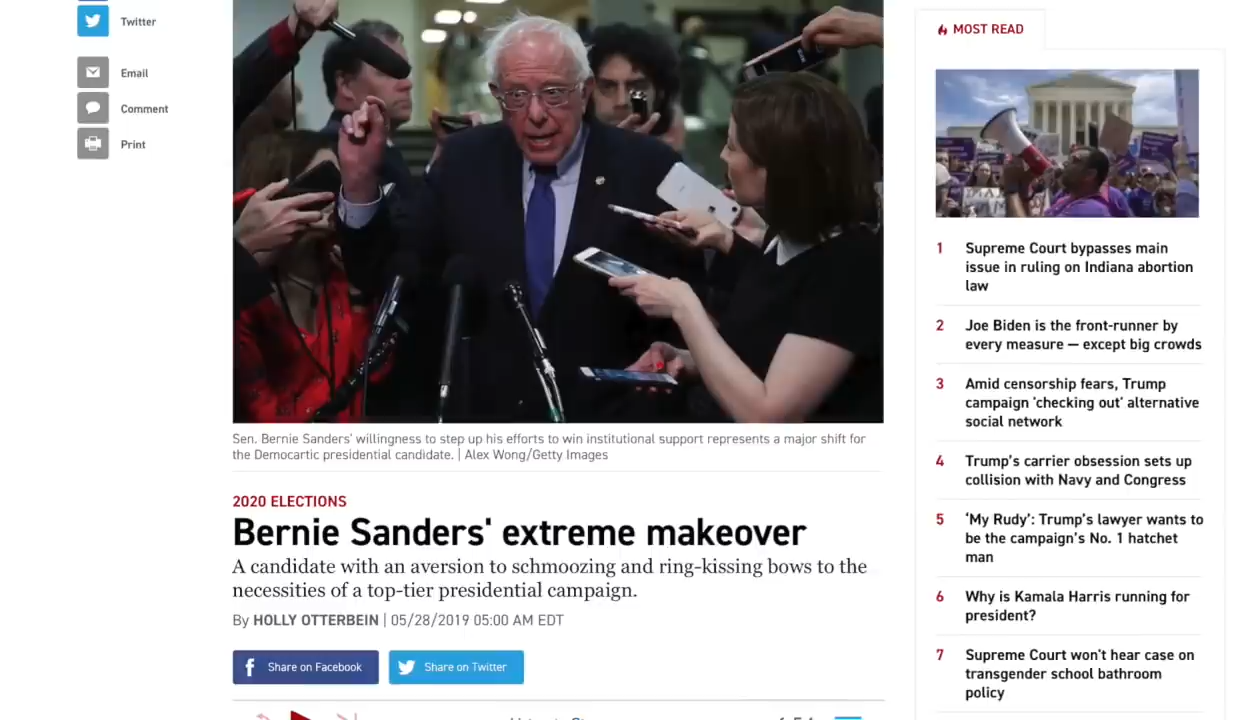 Twitter
Email
Comment
Print
Sen. Bernie Sanders' willingness to step up his efforts to win institutional support represents a major shift for
the Democartic presidential candidate. | Alex Wong/Getty Images
2020 ELECTIONS
Bernie Sanders' extreme makeover
A candidate with an aversion to schmoozing and ring-kissing bows to the
necessities of a top-tier presidential campaign.
By HOLLY OTTERBEIN | 05/28/2019 05:00 AM EDT
Share on Facebook
Share on Twitter
MOST READ
1 Supreme Court bypasses main
issue in ruling on Indiana abortion
law
2 Joe Biden is the front-runner by
every measure — except big crowds
3 Amid censorship fears, Trump
campaign 'checking out' alternative
social network
4 Trump's carrier obsession sets up
collision with Navy and Congress
5 ‘My Rudy’: Trump's lawyer wants to
be the campaign's No. 1 hatchet
man
6 Why is Kamala Harris running for
president?
7 Supreme Court won't hear case on
transgender school bathroom
policy